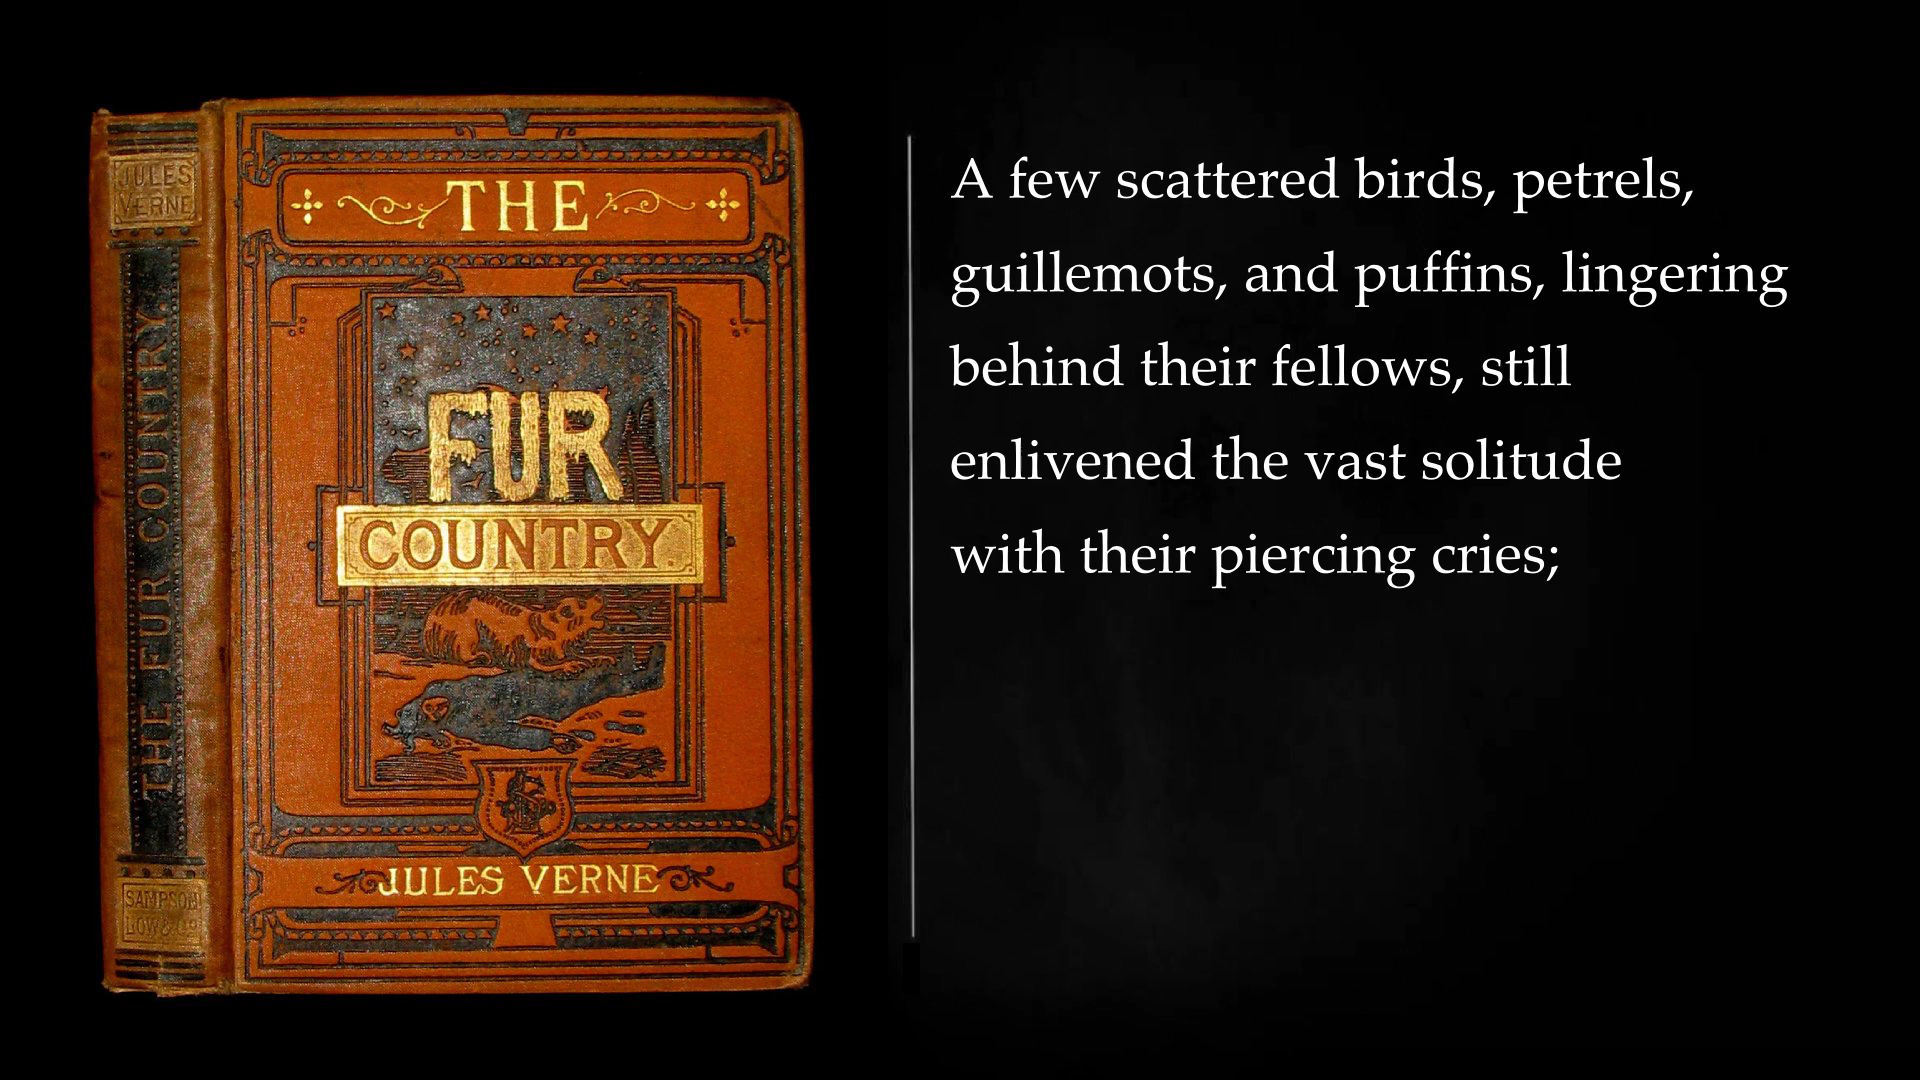 JULES
VERNE
THE FUR COUNTRY.
SAMPSON
LOW & Co
THE
FUR
COUNTRY.
JULES VERNE
A few scattered birds, petrels,
guillemots, and puffins, lingering
behind their fellows, still
enlivened the vast solitude
with their piercing cries;